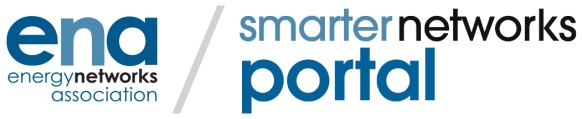 ena
energynetworks
association
/
smarternetworks
portal